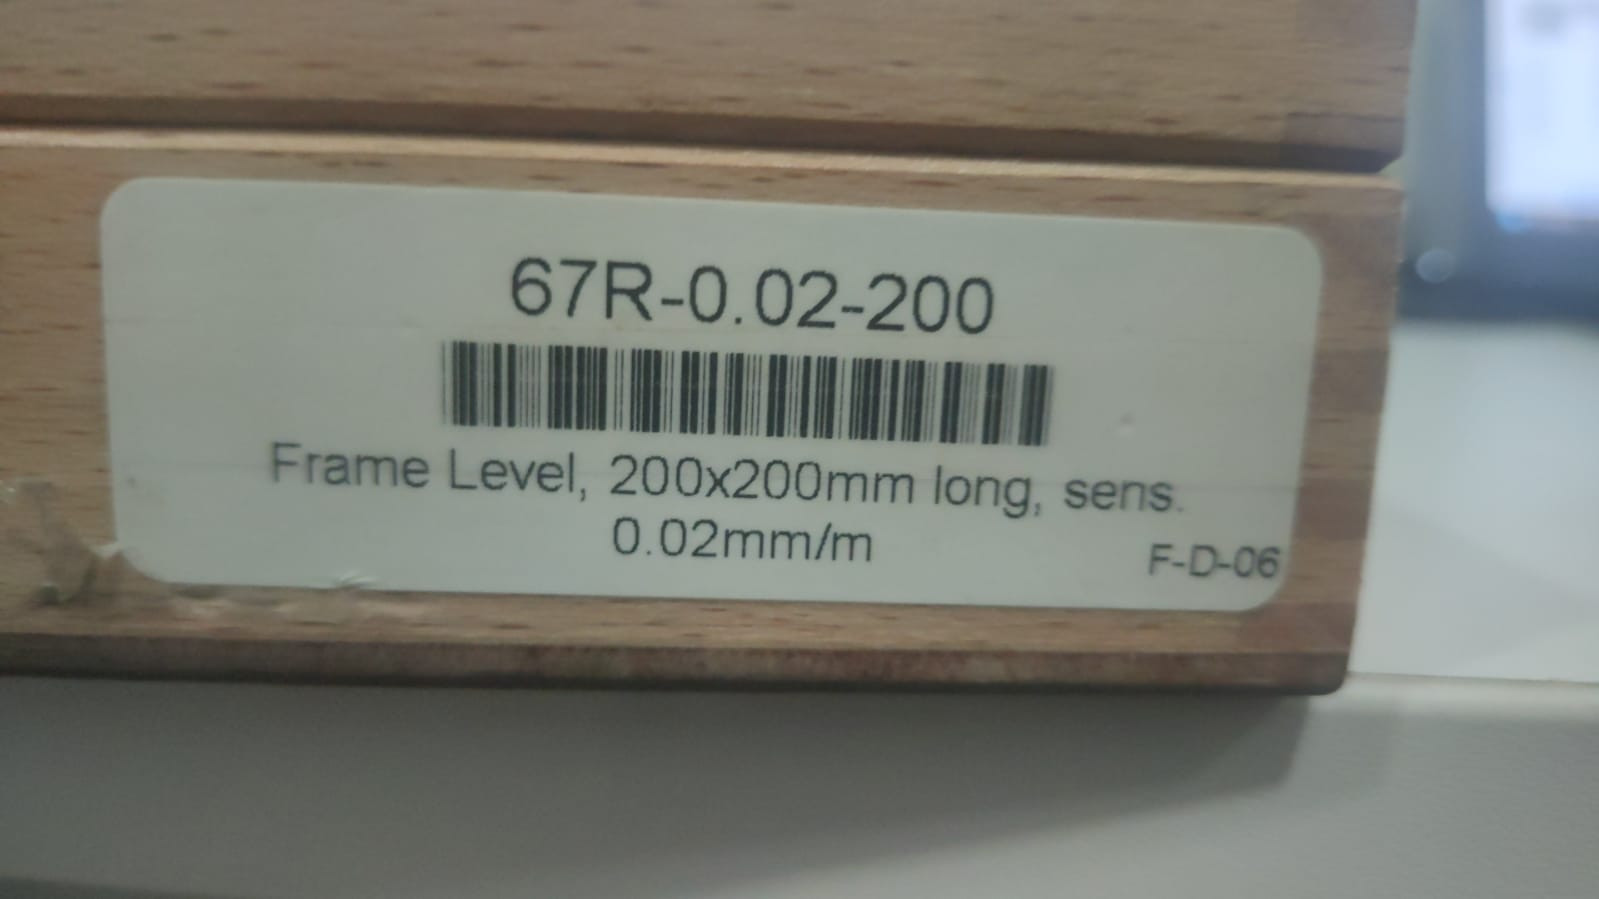 67R-0.02-200
Frame Level, 200x200mm long, sens.
0.02mm/m
F-D-06